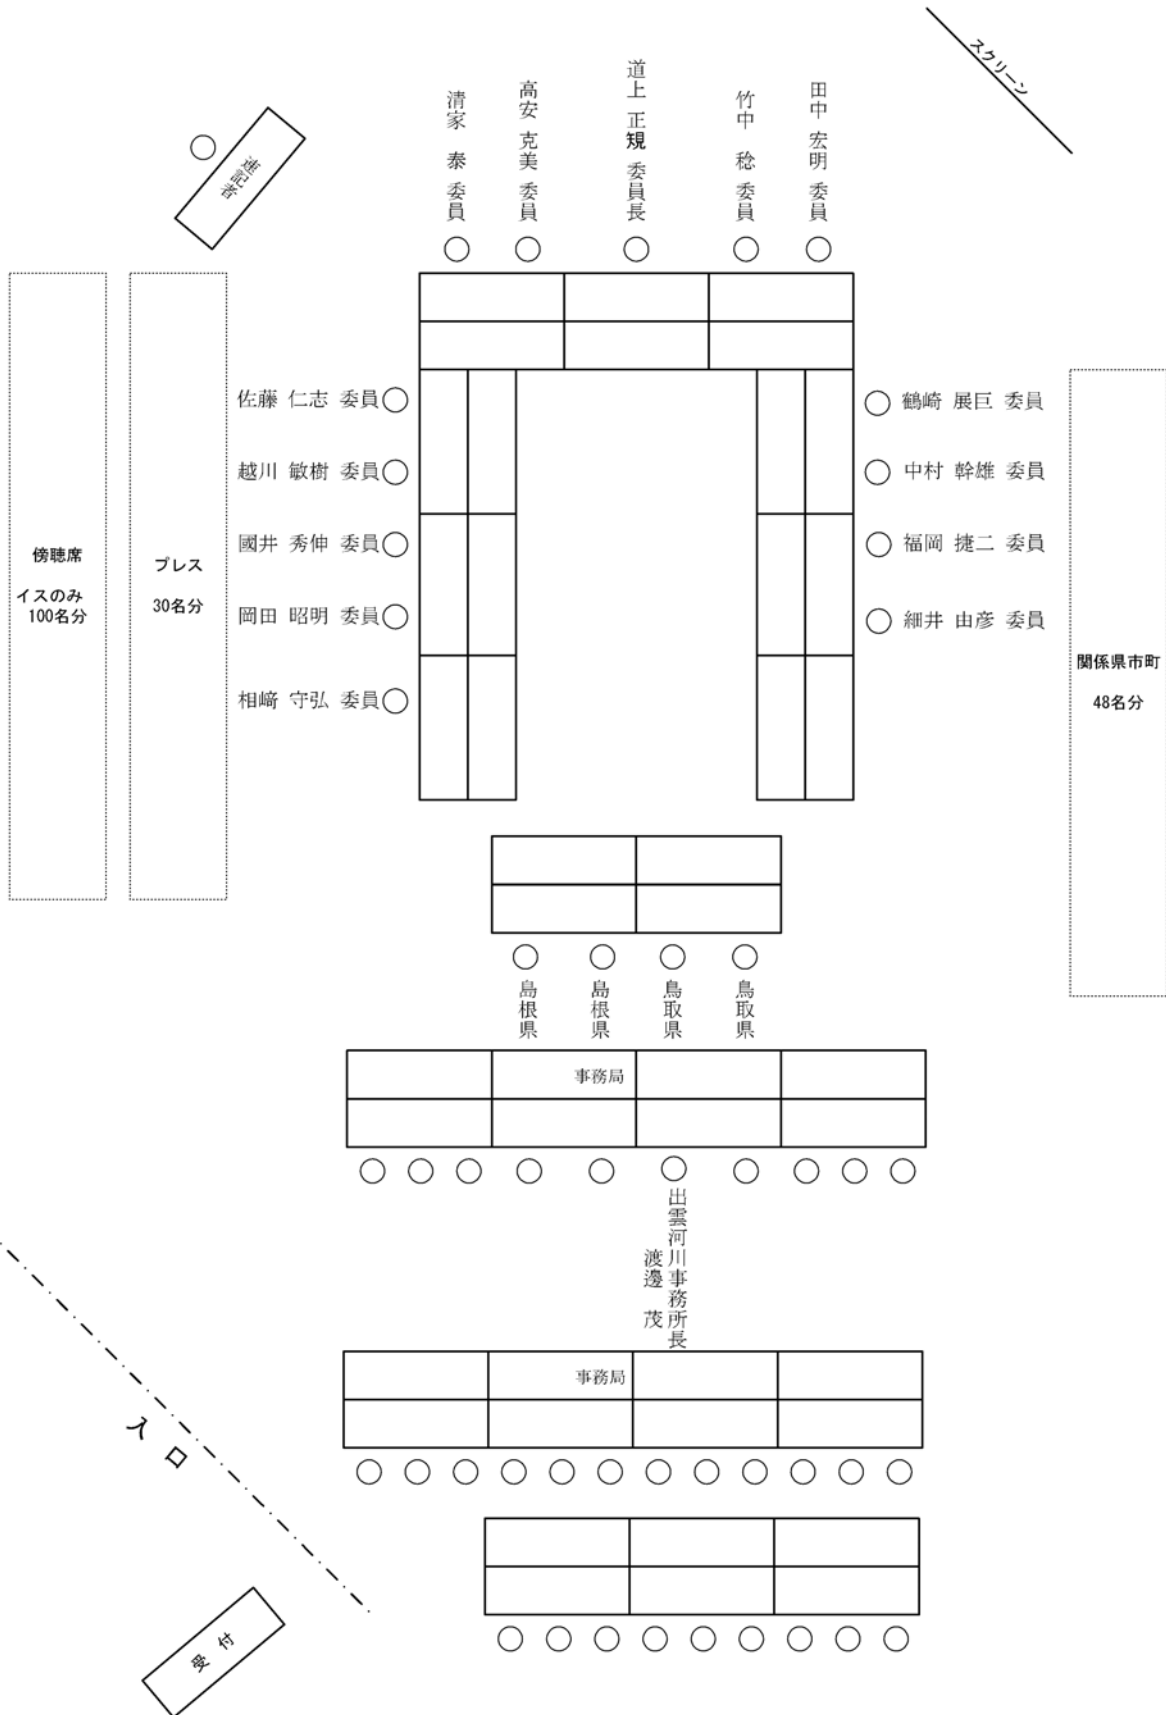 スクリーン
速記者
清家 泰 委員
高安 克美 委員
道上 正規 委員長
竹中 稔 委員
田中 宏明 委員
佐藤 仁志 委員
越川 敏樹 委員
國井 秀伸 委員
岡田 昭明 委員
相﨑 守弘 委員
鶴崎 展巨 委員
中村 幹雄 委員
福岡 捷二 委員
細井 由彦 委員
傍聴席
イスのみ
100名分
プレス
30名分
関係県市町
48名分
島根県
島根県
鳥取県
鳥取県
事務局
出雲河川事務所長
渡邊 茂
事務局
入口
受付